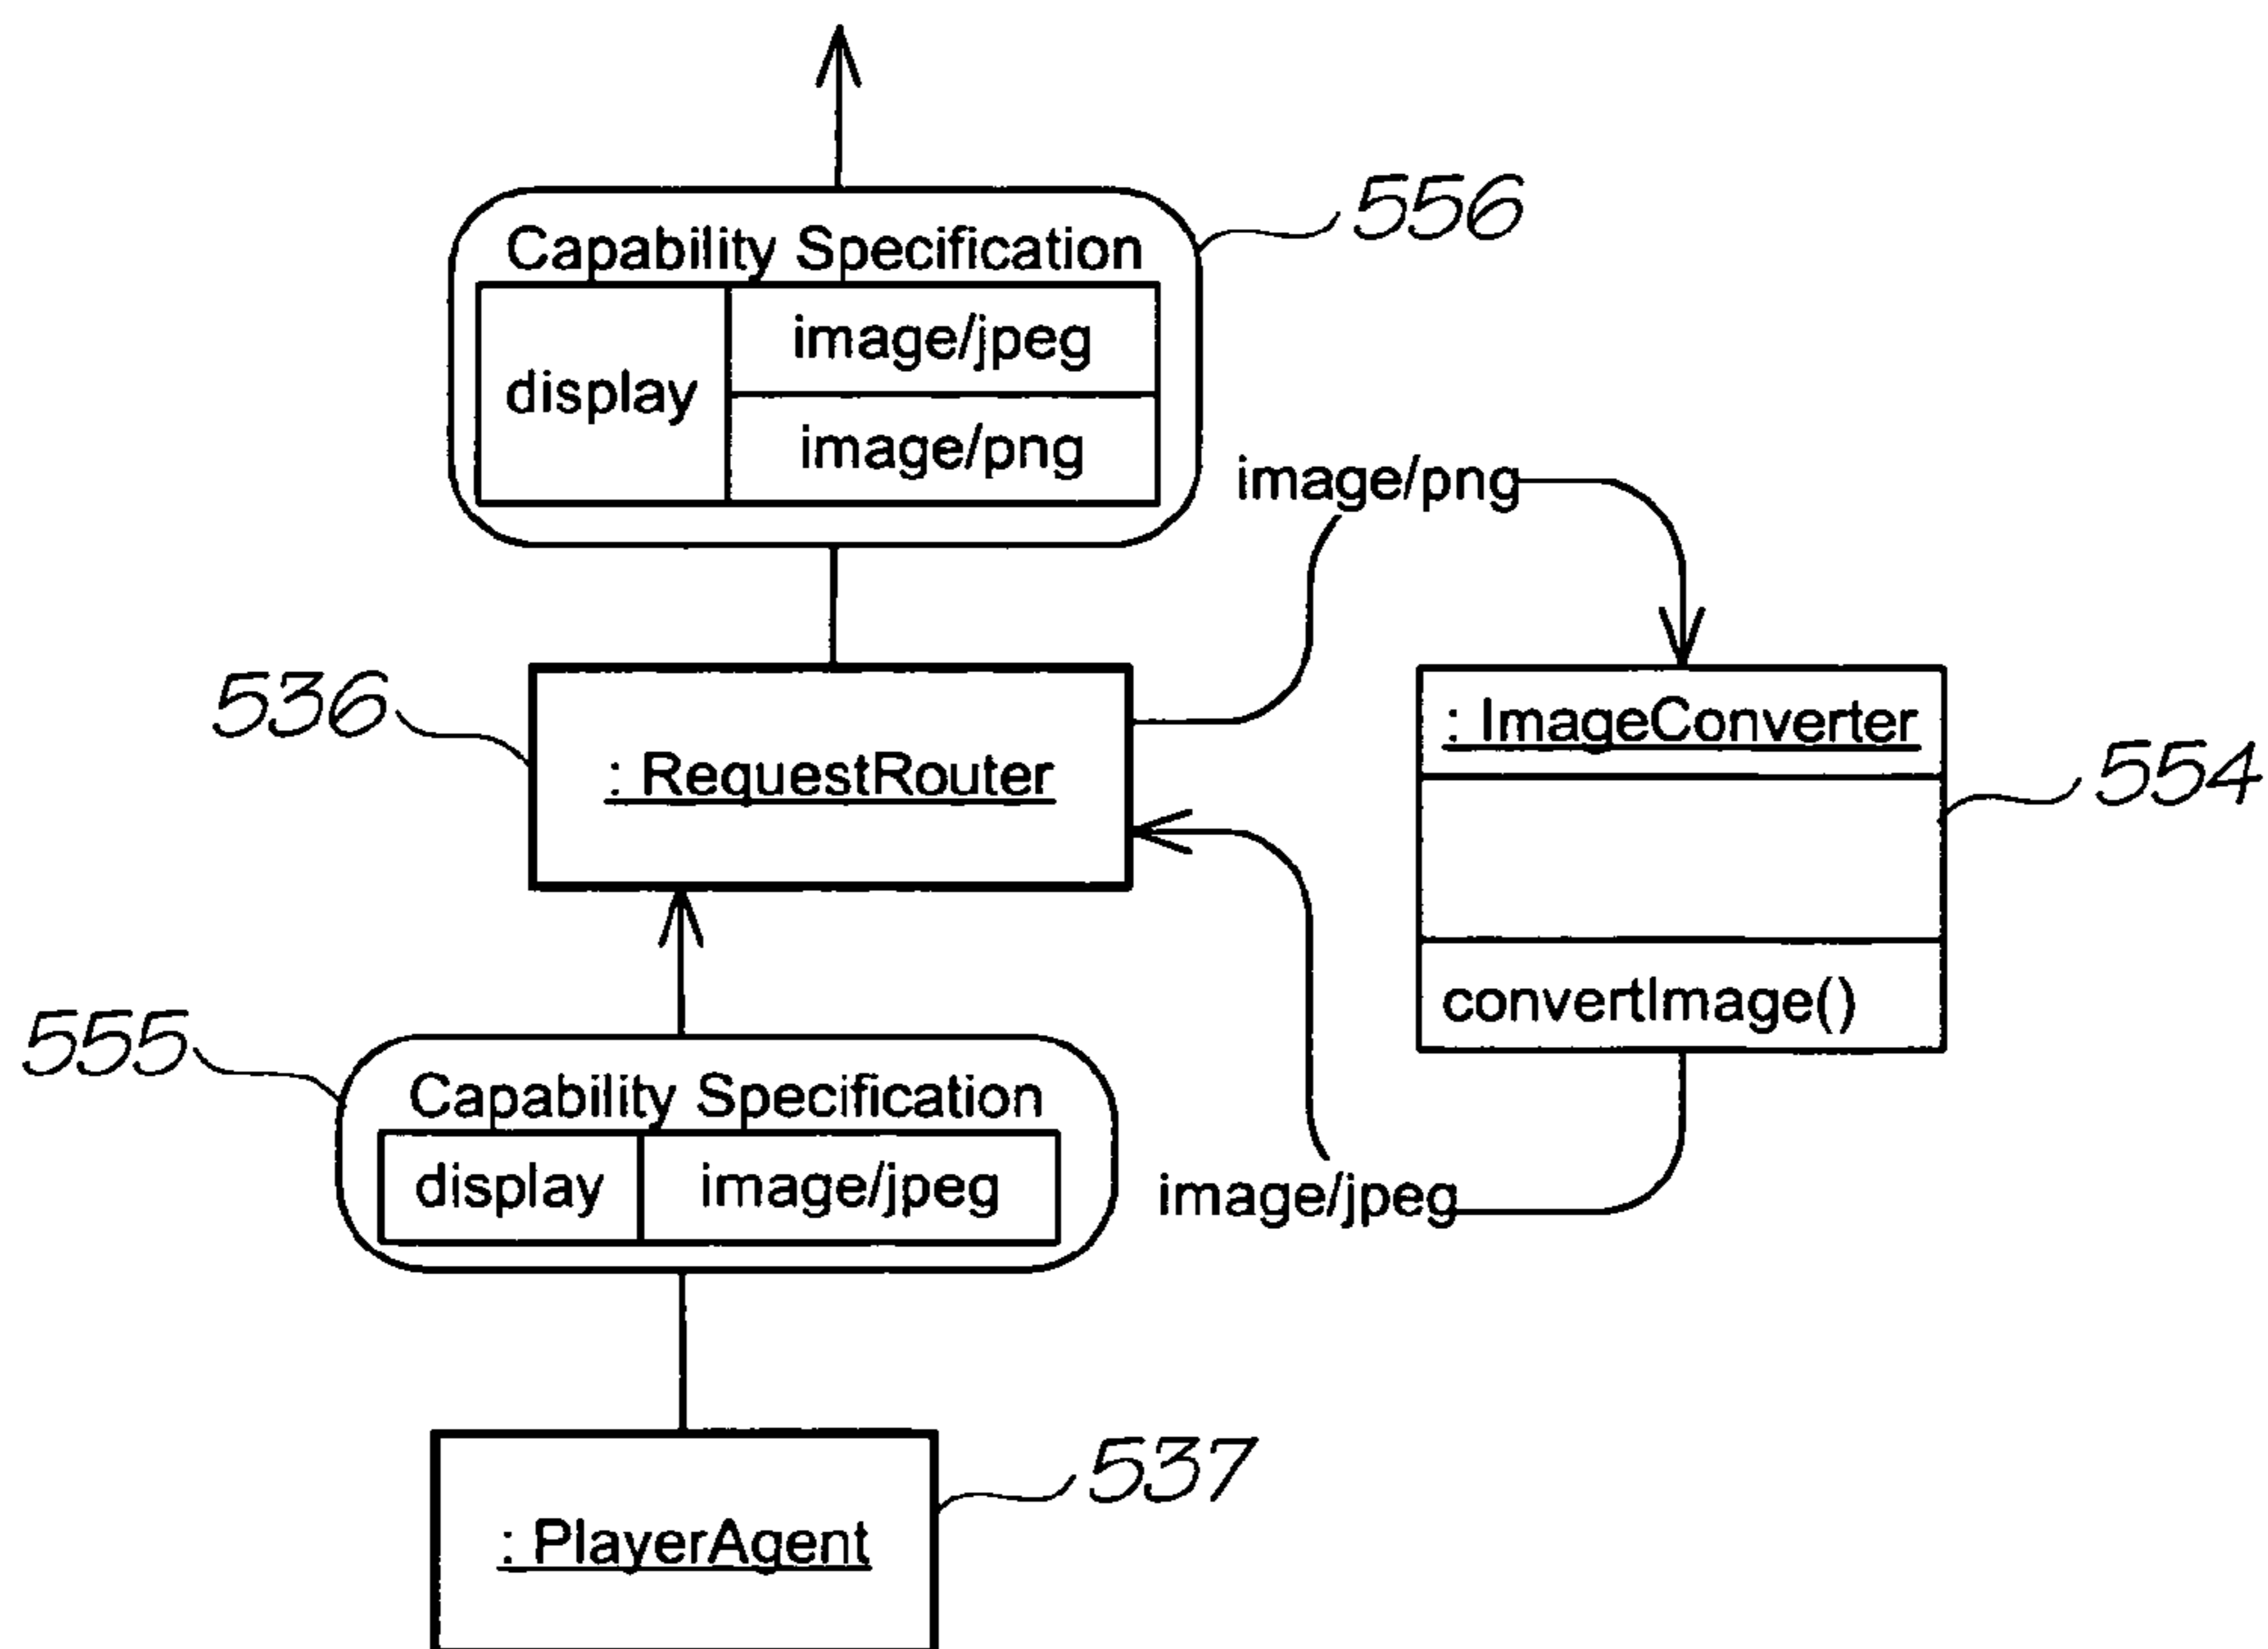 556
Capability Specification
display
image/jpeg
image/png
image/png
536
: RequestRouter
: ImageConverter
554
convertImage()
555
Capability Specification
display
image/jpeg
image/jpeg
537
: PlayerAgent